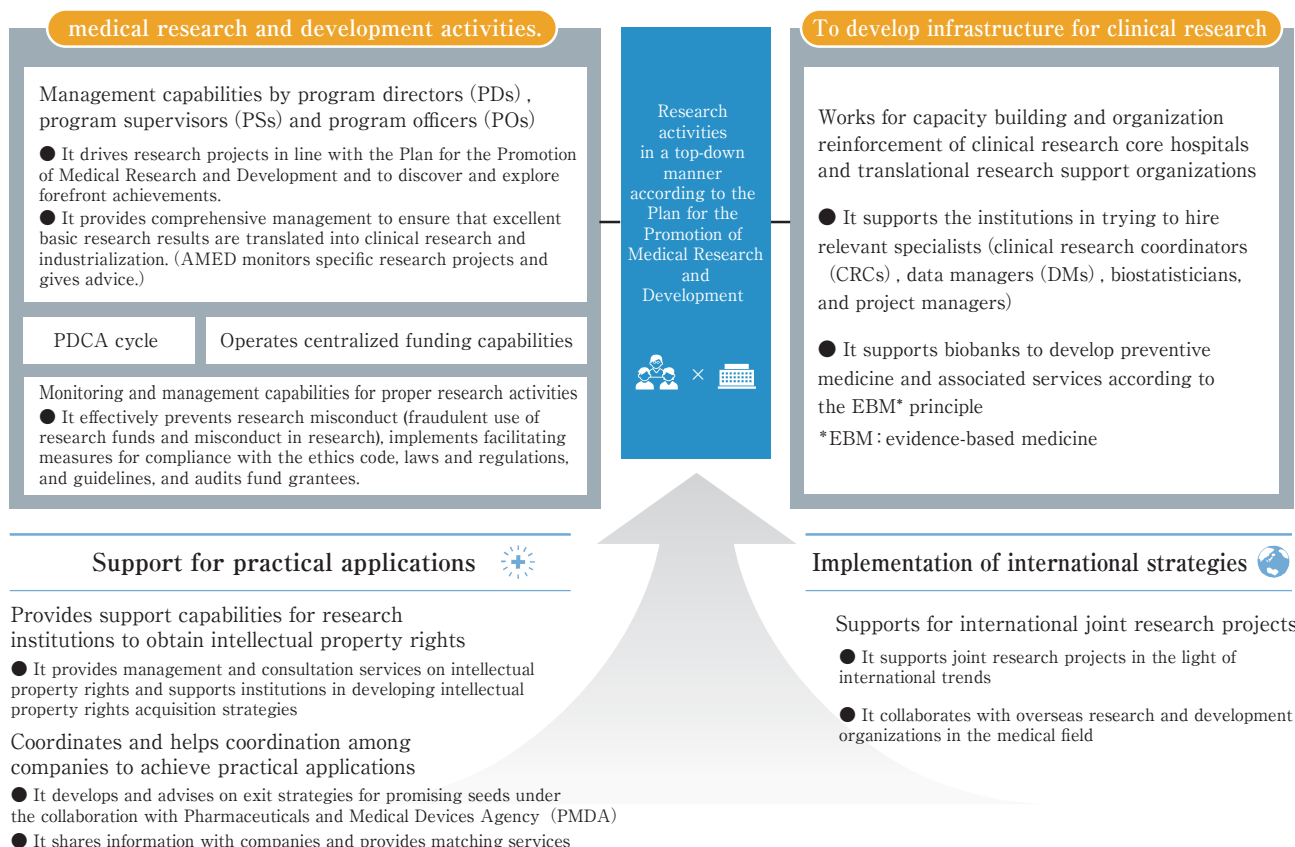 medical research and development activities.
Management capabilities by program directors (PDs) ,
program supervisors (PSs) and program officers (POs)
● It drives research projects in line with the Plan for the Promotion
of Medical Research and Development and to discover and explore
forefront achievements.
● It provides comprehensive management to ensure that excellent
basic research results are translated into clinical research and
industrialization. (AMED monitors specific research projects and
gives advice.)
PDCA cycle
Operates centralized funding capabilities
Monitoring and management capabilities for proper research activities
● It effectively prevents research misconduct (fraudulent use of
research funds and misconduct in research), implements facilitating
measures for compliance with the ethics code, laws and regulations,
and guidelines, and audits fund grantees.
Research
activities
in a top-down
manner
according to the
Plan for the
Promotion of
Medical Research
and
Development
×
To develop infrastructure for clinical research
Works for capacity building and organization
reinforcement of clinical research core hospitals
and translational research support organizations
● It supports the institutions in trying to hire
relevant specialists (clinical research coordinators
(CRCs) , data managers (DMs) , biostatisticians,
and project managers)
● It supports biobanks to develop preventive
medicine and associated services according to
the EBM* principle
*EBM : evidence-based medicine
Support for practical applications
Provides support capabilities for research
institutions to obtain intellectual property rights
● It provides management and consultation services on intellectual
property rights and supports institutions in developing intellectual
property rights acquisition strategies
Coordinates and helps coordination among
companies to achieve practical applications
● It develops and advises on exit strategies for promising seeds under
the collaboration with Pharmaceuticals and Medical Devices Agency (PMDA)
● It shares information with companies and provides matching services
Implementation of international strategies
Supports for international joint research projects
● It supports joint research projects in the light of
international trends
● It collaborates with overseas research and development
organizations in the medical field